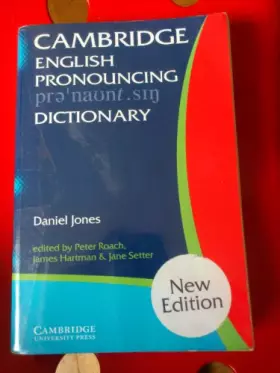 CAMBRIDGE
ENGLISH
PRONOUNCING
prəˈnaʊnt.sɪŋ
DICTIONARY
Daniel Jones
edited by Peter Roach,
James Hartman & Jane Setter
New
Edition
CAMBRIDGE
UNIVERSITY PRESS